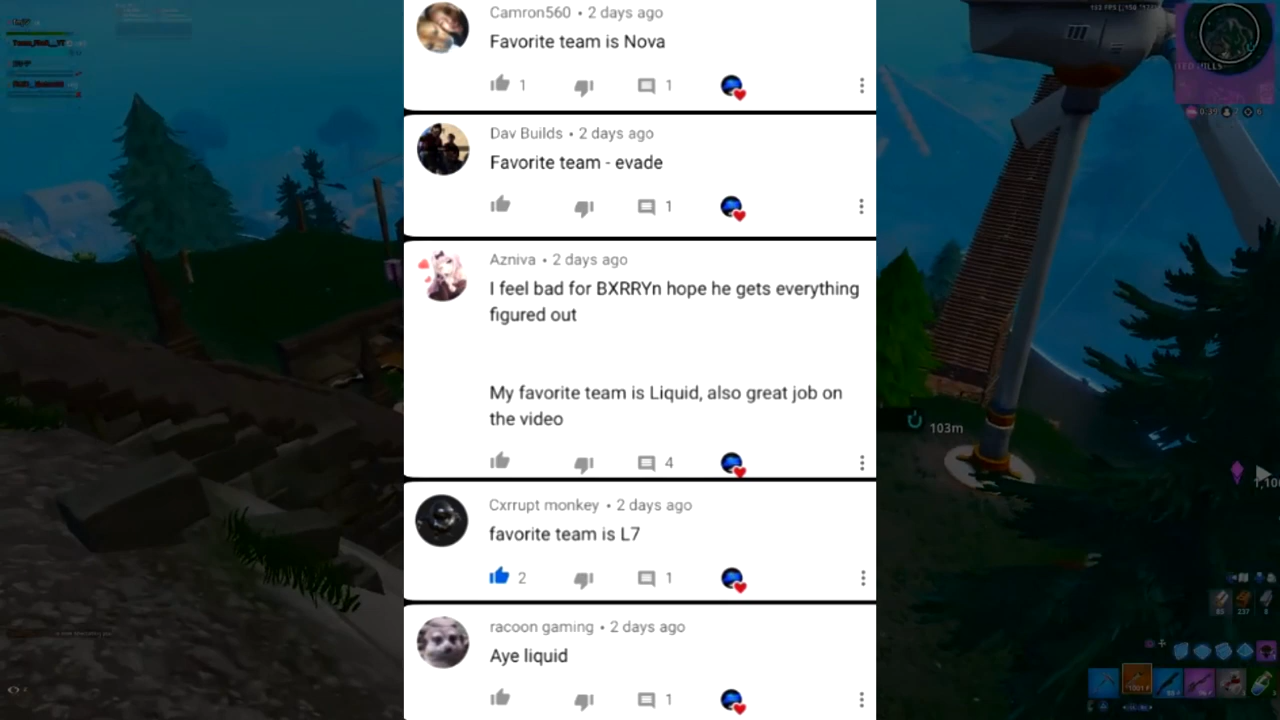 Camron560 • 2 days ago
Favorite team is Nova
1
1
Dav Builds • 2 days ago
Favorite team - evade
1
Azniva • 2 days ago
I feel bad for BXRRYn hope he gets everything
figured out
My favorite team is Liquid, also great job on
the video
4
Cxrrupt monkey • 2 days ago
favorite team is L7
2
1
racoon gaming • 2 days ago
Aye liquid
1
103m
237